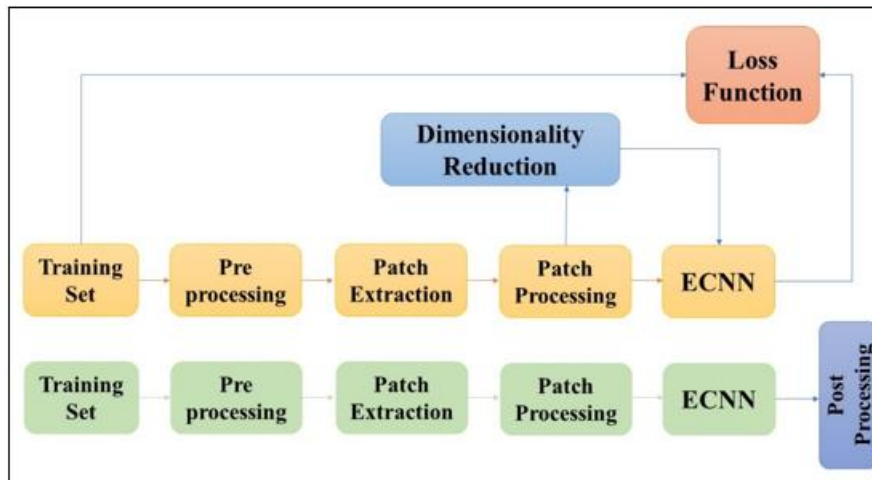 Loss
Function
Dimensionality
Reduction
Training
Set
Pre
processing
Patch
Extraction
Patch
Processing
ECNN
Training
Set
Pre
processing
Patch
Extraction
Patch
Processing
ECNN
Post
Processing